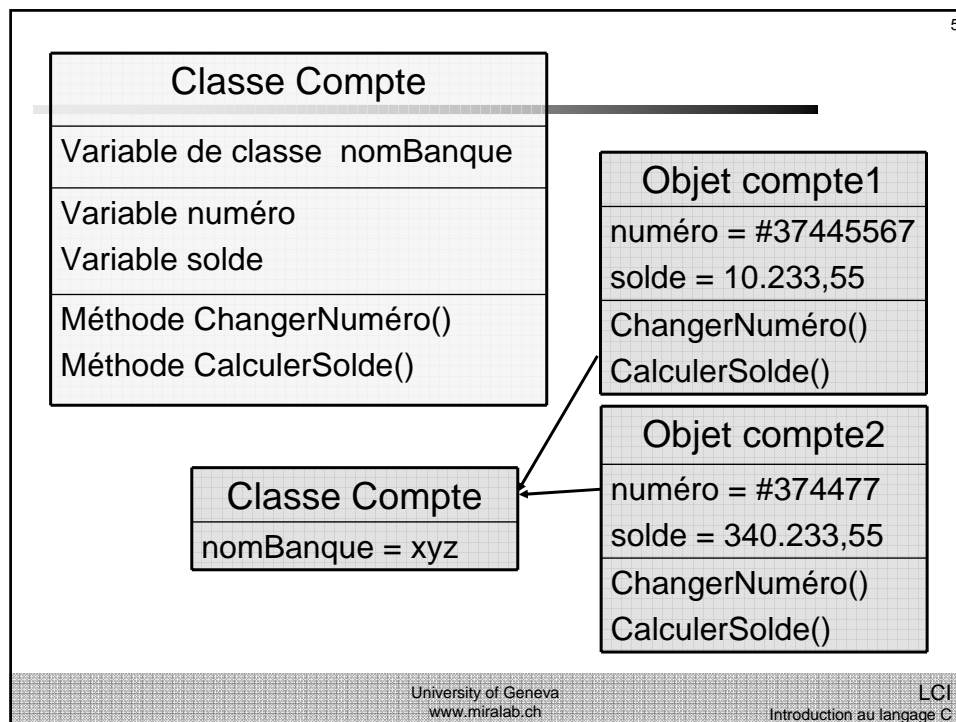 5
Classe Compte
Variable de classe nomBanque
Variable numéro
Variable solde
Méthode ChangerNuméro()
Méthode CalculerSolde()
Objet compte1
numéro = #37445567
solde = 10.233,55
ChangerNuméro()
CalculerSolde()
Objet compte2
numéro = #374477
solde = 340.233,55
ChangerNuméro()
CalculerSolde()
Classe Compte
nomBanque = xyz
University of Geneva
www.miralab.ch
LCI
Introduction au langage C